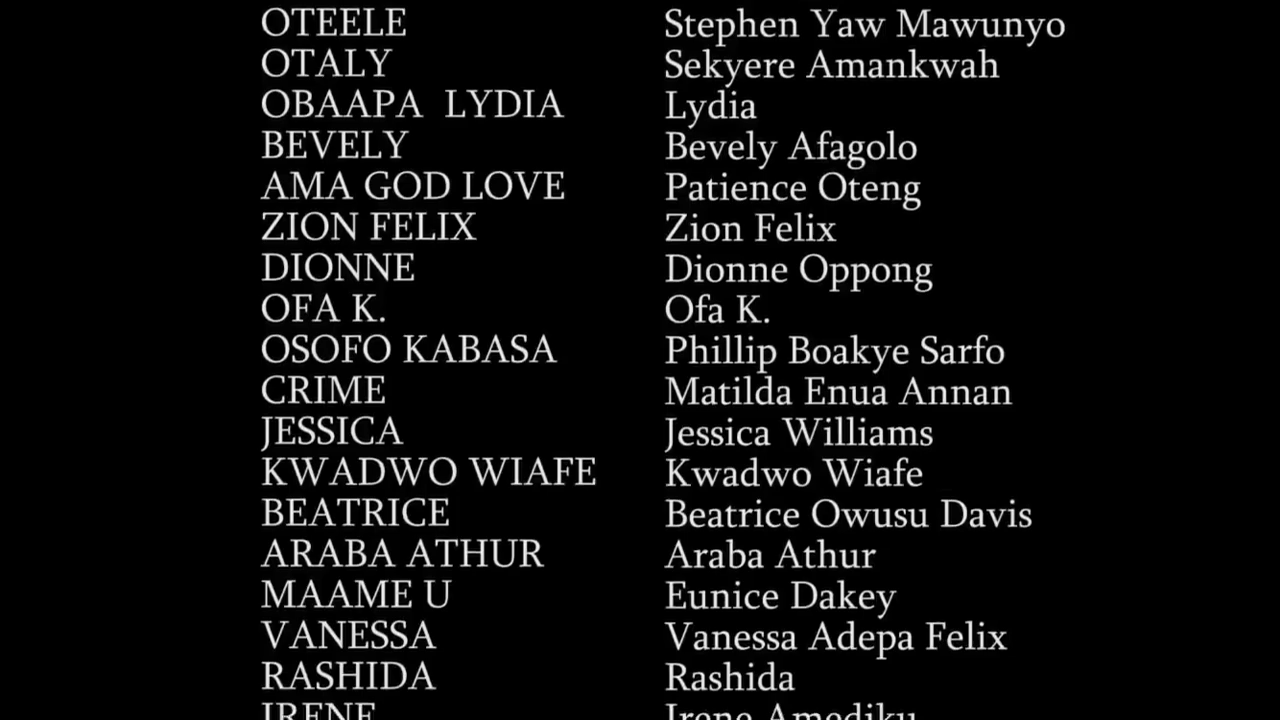 OTEELE Stephen Yaw Mawunyo
OTALY Sekyere Amankwah
OBAAPA LYDIA Lydia
BEVELY Bevely Afagolo
AMA GOD LOVE Patience Oteng
ZION FELIX Zion Felix
DIONNE Dionne Oppong
OFA K. Ofa K.
OSOFO KABASA Phillip Boakye Sarfo
CRIME Matilda Enua Annan
JESSICA Jessica Williams
KWADWO WIAFE Kwadwo Wiafe
BEATRICE Beatrice Owusu Davis
ARABA ATHUR Araba Athur
MAAME U Eunice Dakey
VANESSA Vanessa Adepa Felix
RASHIDA Rashida
IRENE Irene Amediku